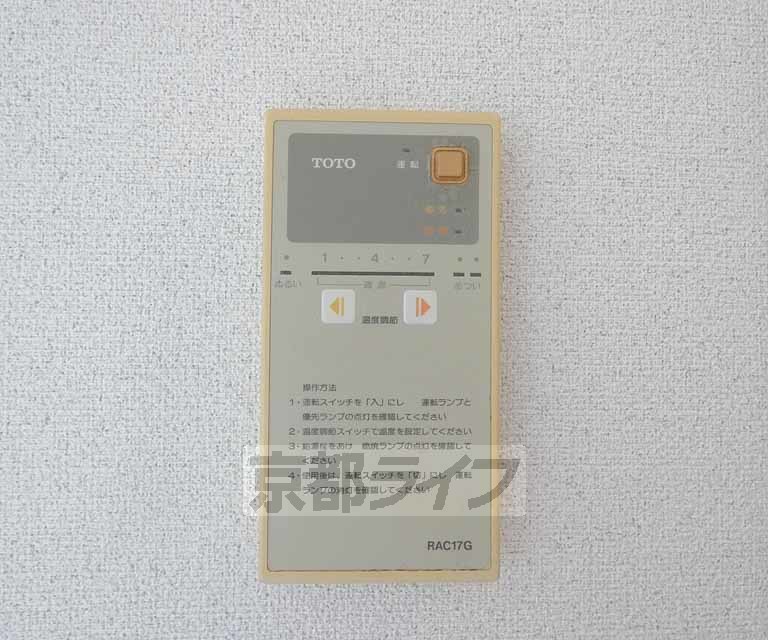 TOTO 運転
優先
燃焼
1 ・・ 4 ・・ 7
ぬるい 適温 あつい
温度調節
操作方法
1・運転スイッチを「入」にし 運転ランプと
優先ランプの点灯を確認してください
2・温度調節スイッチで温度を設定してください
3・給湯栓をあけ 燃焼ランプの点灯を確認して
ください
4・使用後は、運転スイッチを「切」にし 運転
ランプの消灯を確認してください
京都ライフ
RAC17G